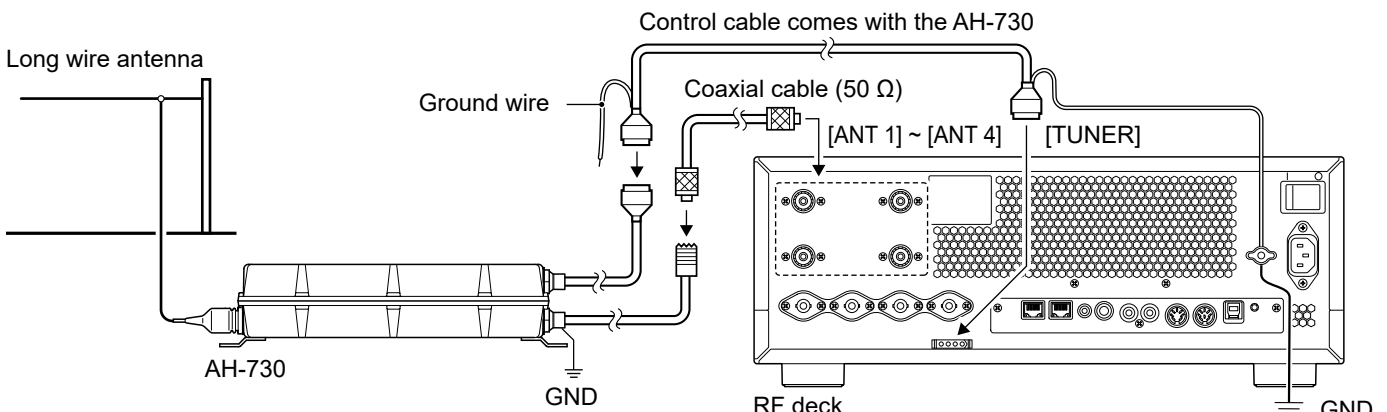 Control cable comes with the AH-730
Long wire antenna
Ground wire
Coaxial cable (50 Ω)
[ANT 1] ~ [ANT 4]
[TUNER]
AH-730
GND
RF deck
GND